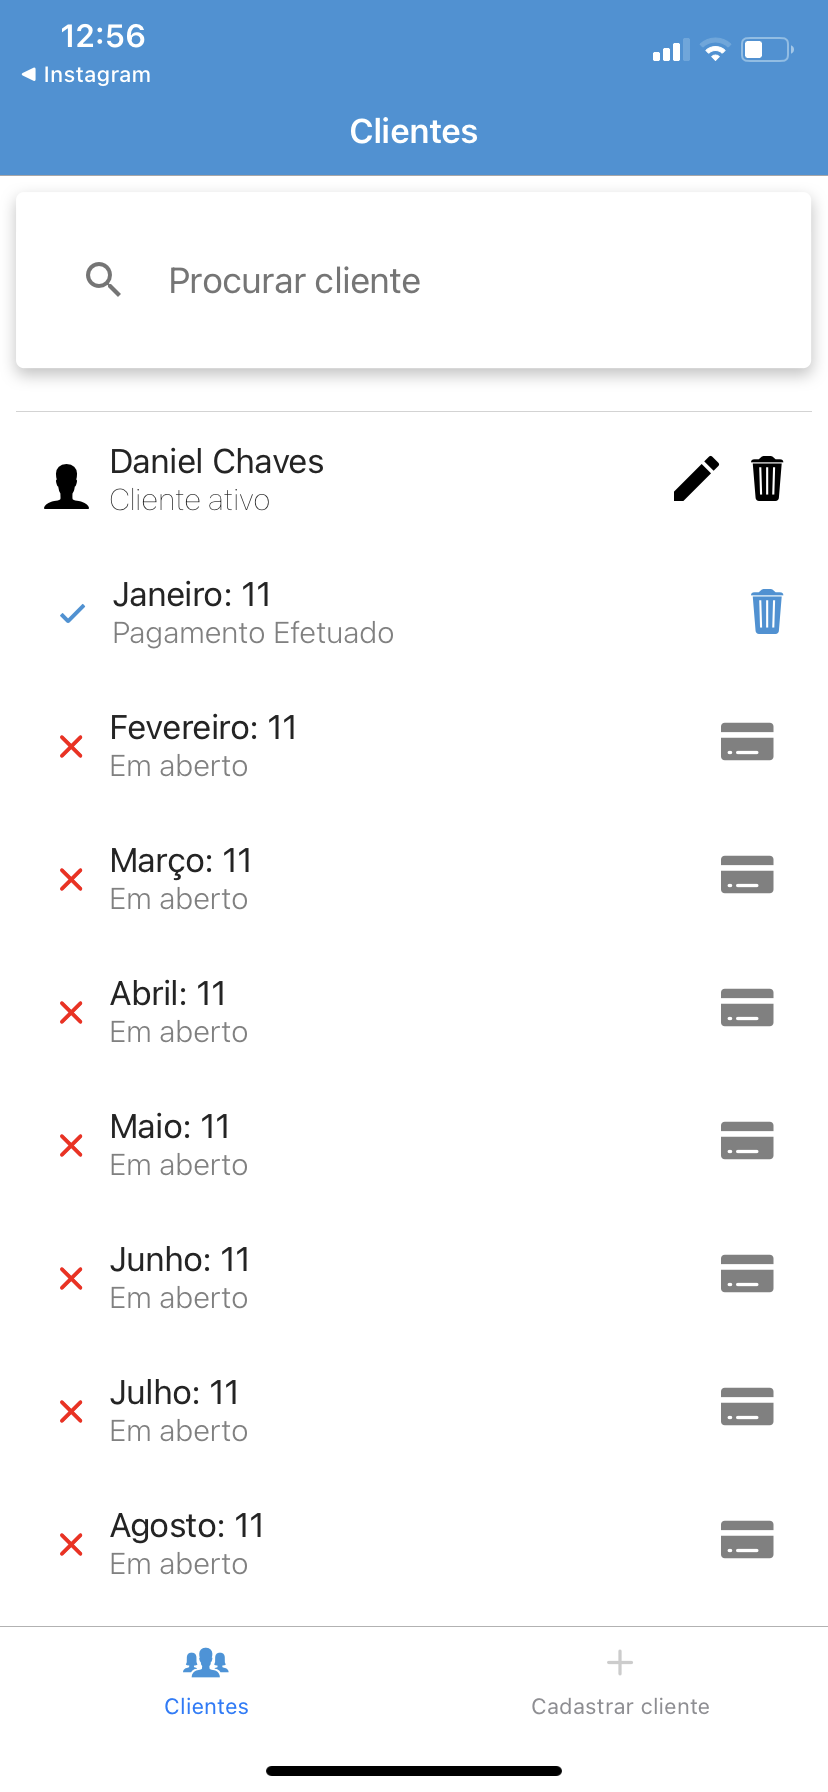 12:56
◀ Instagram
Clientes
Procurar cliente
Daniel Chaves
Cliente ativo
Janeiro: 11
Pagamento Efetuado
Fevereiro: 11
Em aberto
Março: 11
Em aberto
Abril: 11
Em aberto
Maio: 11
Em aberto
Junho: 11
Em aberto
Julho: 11
Em aberto
Agosto: 11
Em aberto
Clientes
Cadastrar cliente